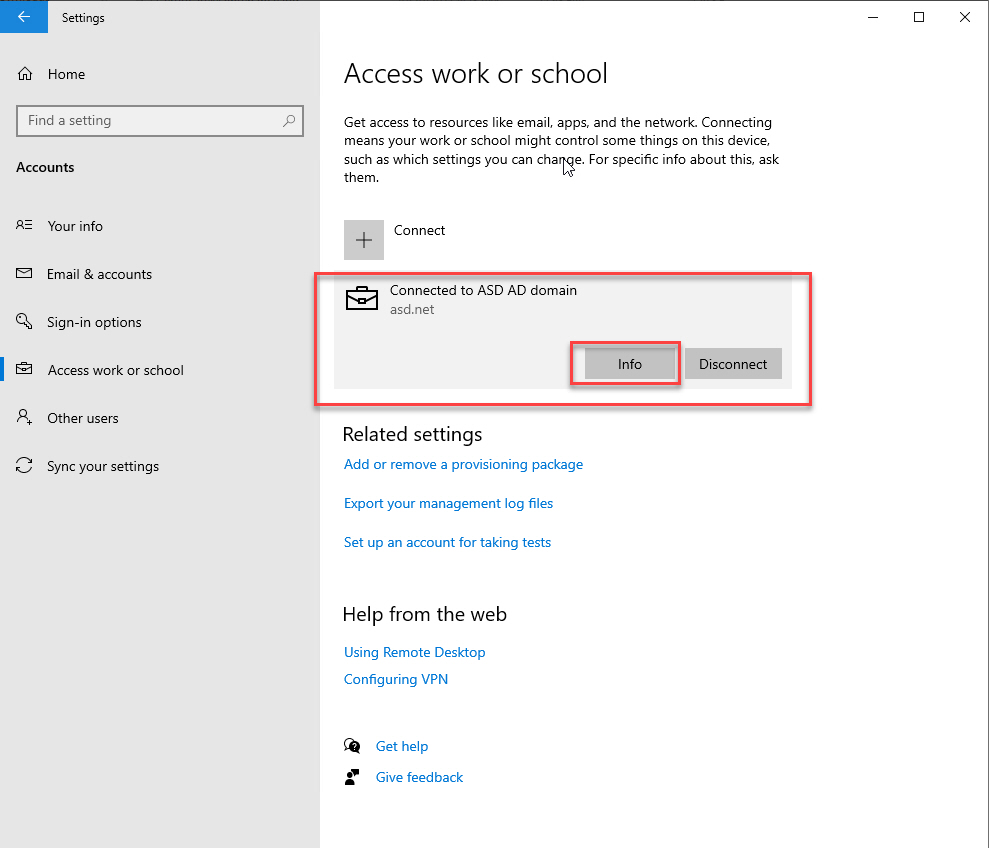 Settings
Home
Find a setting
Accounts
Your info
Email & accounts
Sign-in options
Access work or school
Other users
Sync your settings
Access work or school
Get access to resources like email, apps, and the network. Connecting
means your work or school might control some things on this device,
such as which settings you can change. For specific info about this, ask
them.
Connect
Connected to ASD AD domain
asd.net
Info
Disconnect
Related settings
Add or remove a provisioning package
Export your management log files
Set up an account for taking tests
Help from the web
Using Remote Desktop
Configuring VPN
Get help
Give feedback